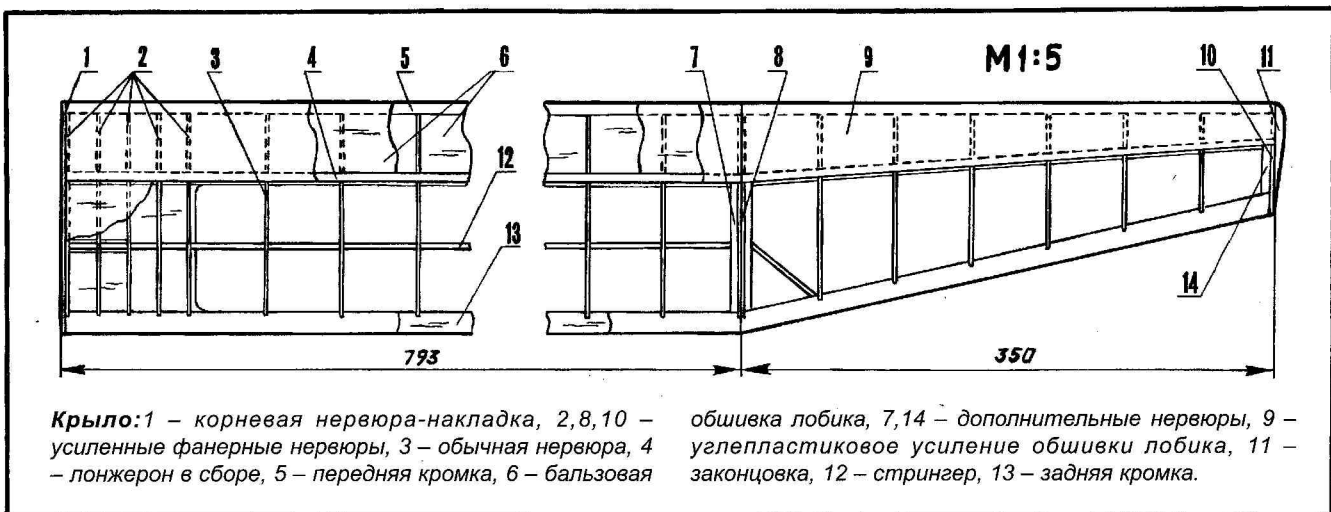 1 2 3 4 5 6 7 8 9 М1:5 10 11
12
13
14
793 350
Крыло: 1 – корневая нервюра-накладка, 2,8,10 –
усиленные фанерные нервюры, 3 – обычная нервюра, 4
– лонжерон в сборе, 5 – передняя кромка, 6 – бальзовая
обшивка лобика, 7,14 – дополнительные нервюры, 9 –
углепластиковое усиление обшивки лобика, 11 –
законцовка, 12 – стрингер, 13 – задняя кромка.